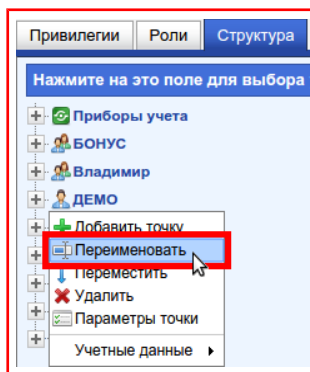 Привилегии Роли Структура
Нажмите на это поле для выбора
Приборы учета
БОНУС
Владимир
ДЕМО
Добавить точку
Переименовать
Переместить
Удалить
Параметры точки
Учетные данные